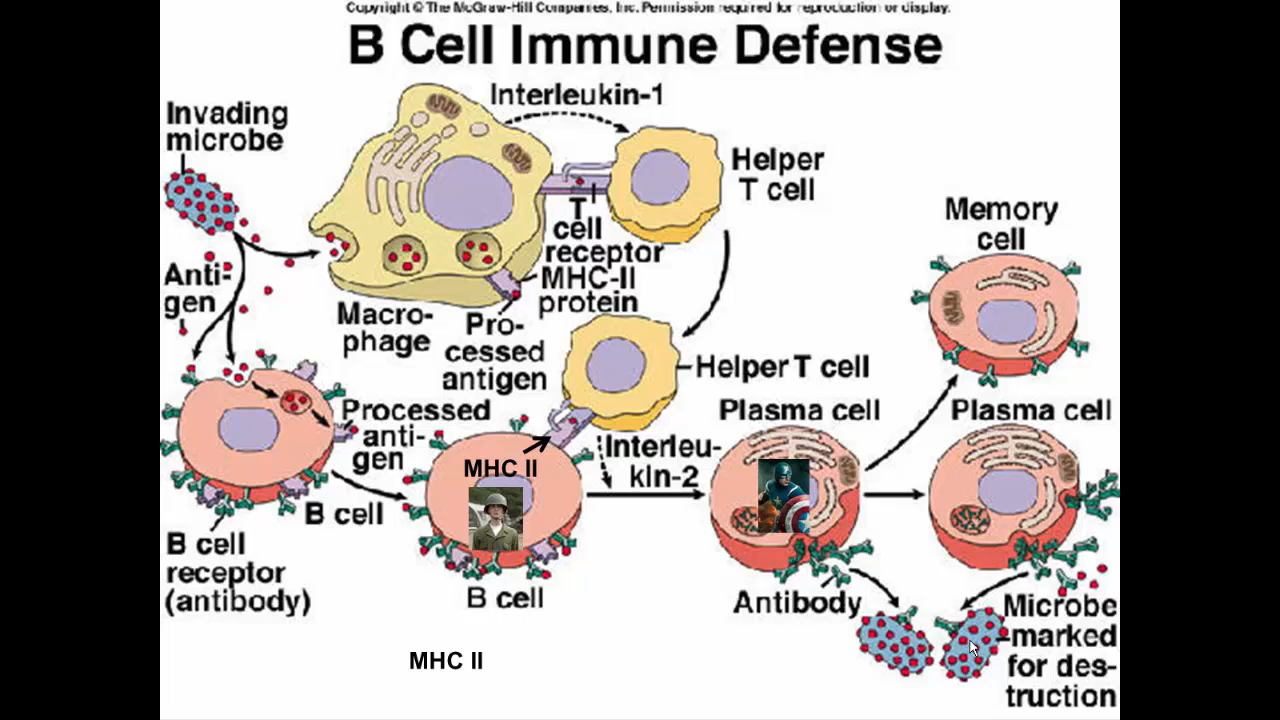 Copyright © The McGraw-Hill Companies, Inc. Permission required for reproduction or display.
B Cell Immune Defense
Interleukin-1
Invading
microbe
Helper
T cell
T
cell
receptor
MHC-II
protein
Memory
cell
Anti-
gen
Macro-
phage
Pro-
cessed
antigen
Helper T cell
Processed
anti-
gen
Plasma cell
Plasma cell
MHC II
Interleu-
kin-2
B cell
B cell
receptor
(antibody)
B cell
Antibody
Microbe
marked
for des-
truction
MHC II